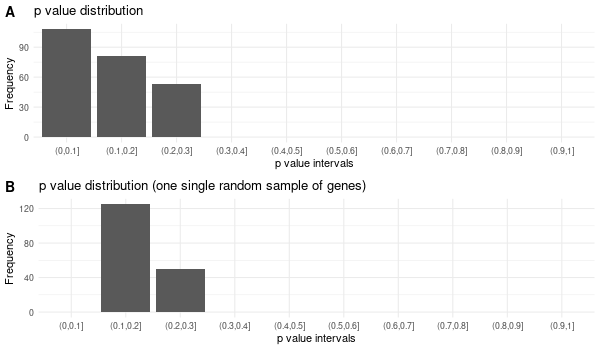 A p value distribution
90
60
30
0
Frequency
(0,0.1] (0.1,0.2] (0.2,0.3] (0.3,0.4] (0.4,0.5] (0.5,0.6] (0.6,0.7] (0.7,0.8] (0.8,0.9] (0.9,1]
p value intervals
B p value distribution (one single random sample of genes)
120
80
40
0
Frequency
(0,0.1] (0.1,0.2] (0.2,0.3] (0.3,0.4] (0.4,0.5] (0.5,0.6] (0.6,0.7] (0.7,0.8] (0.8,0.9] (0.9,1]
p value intervals